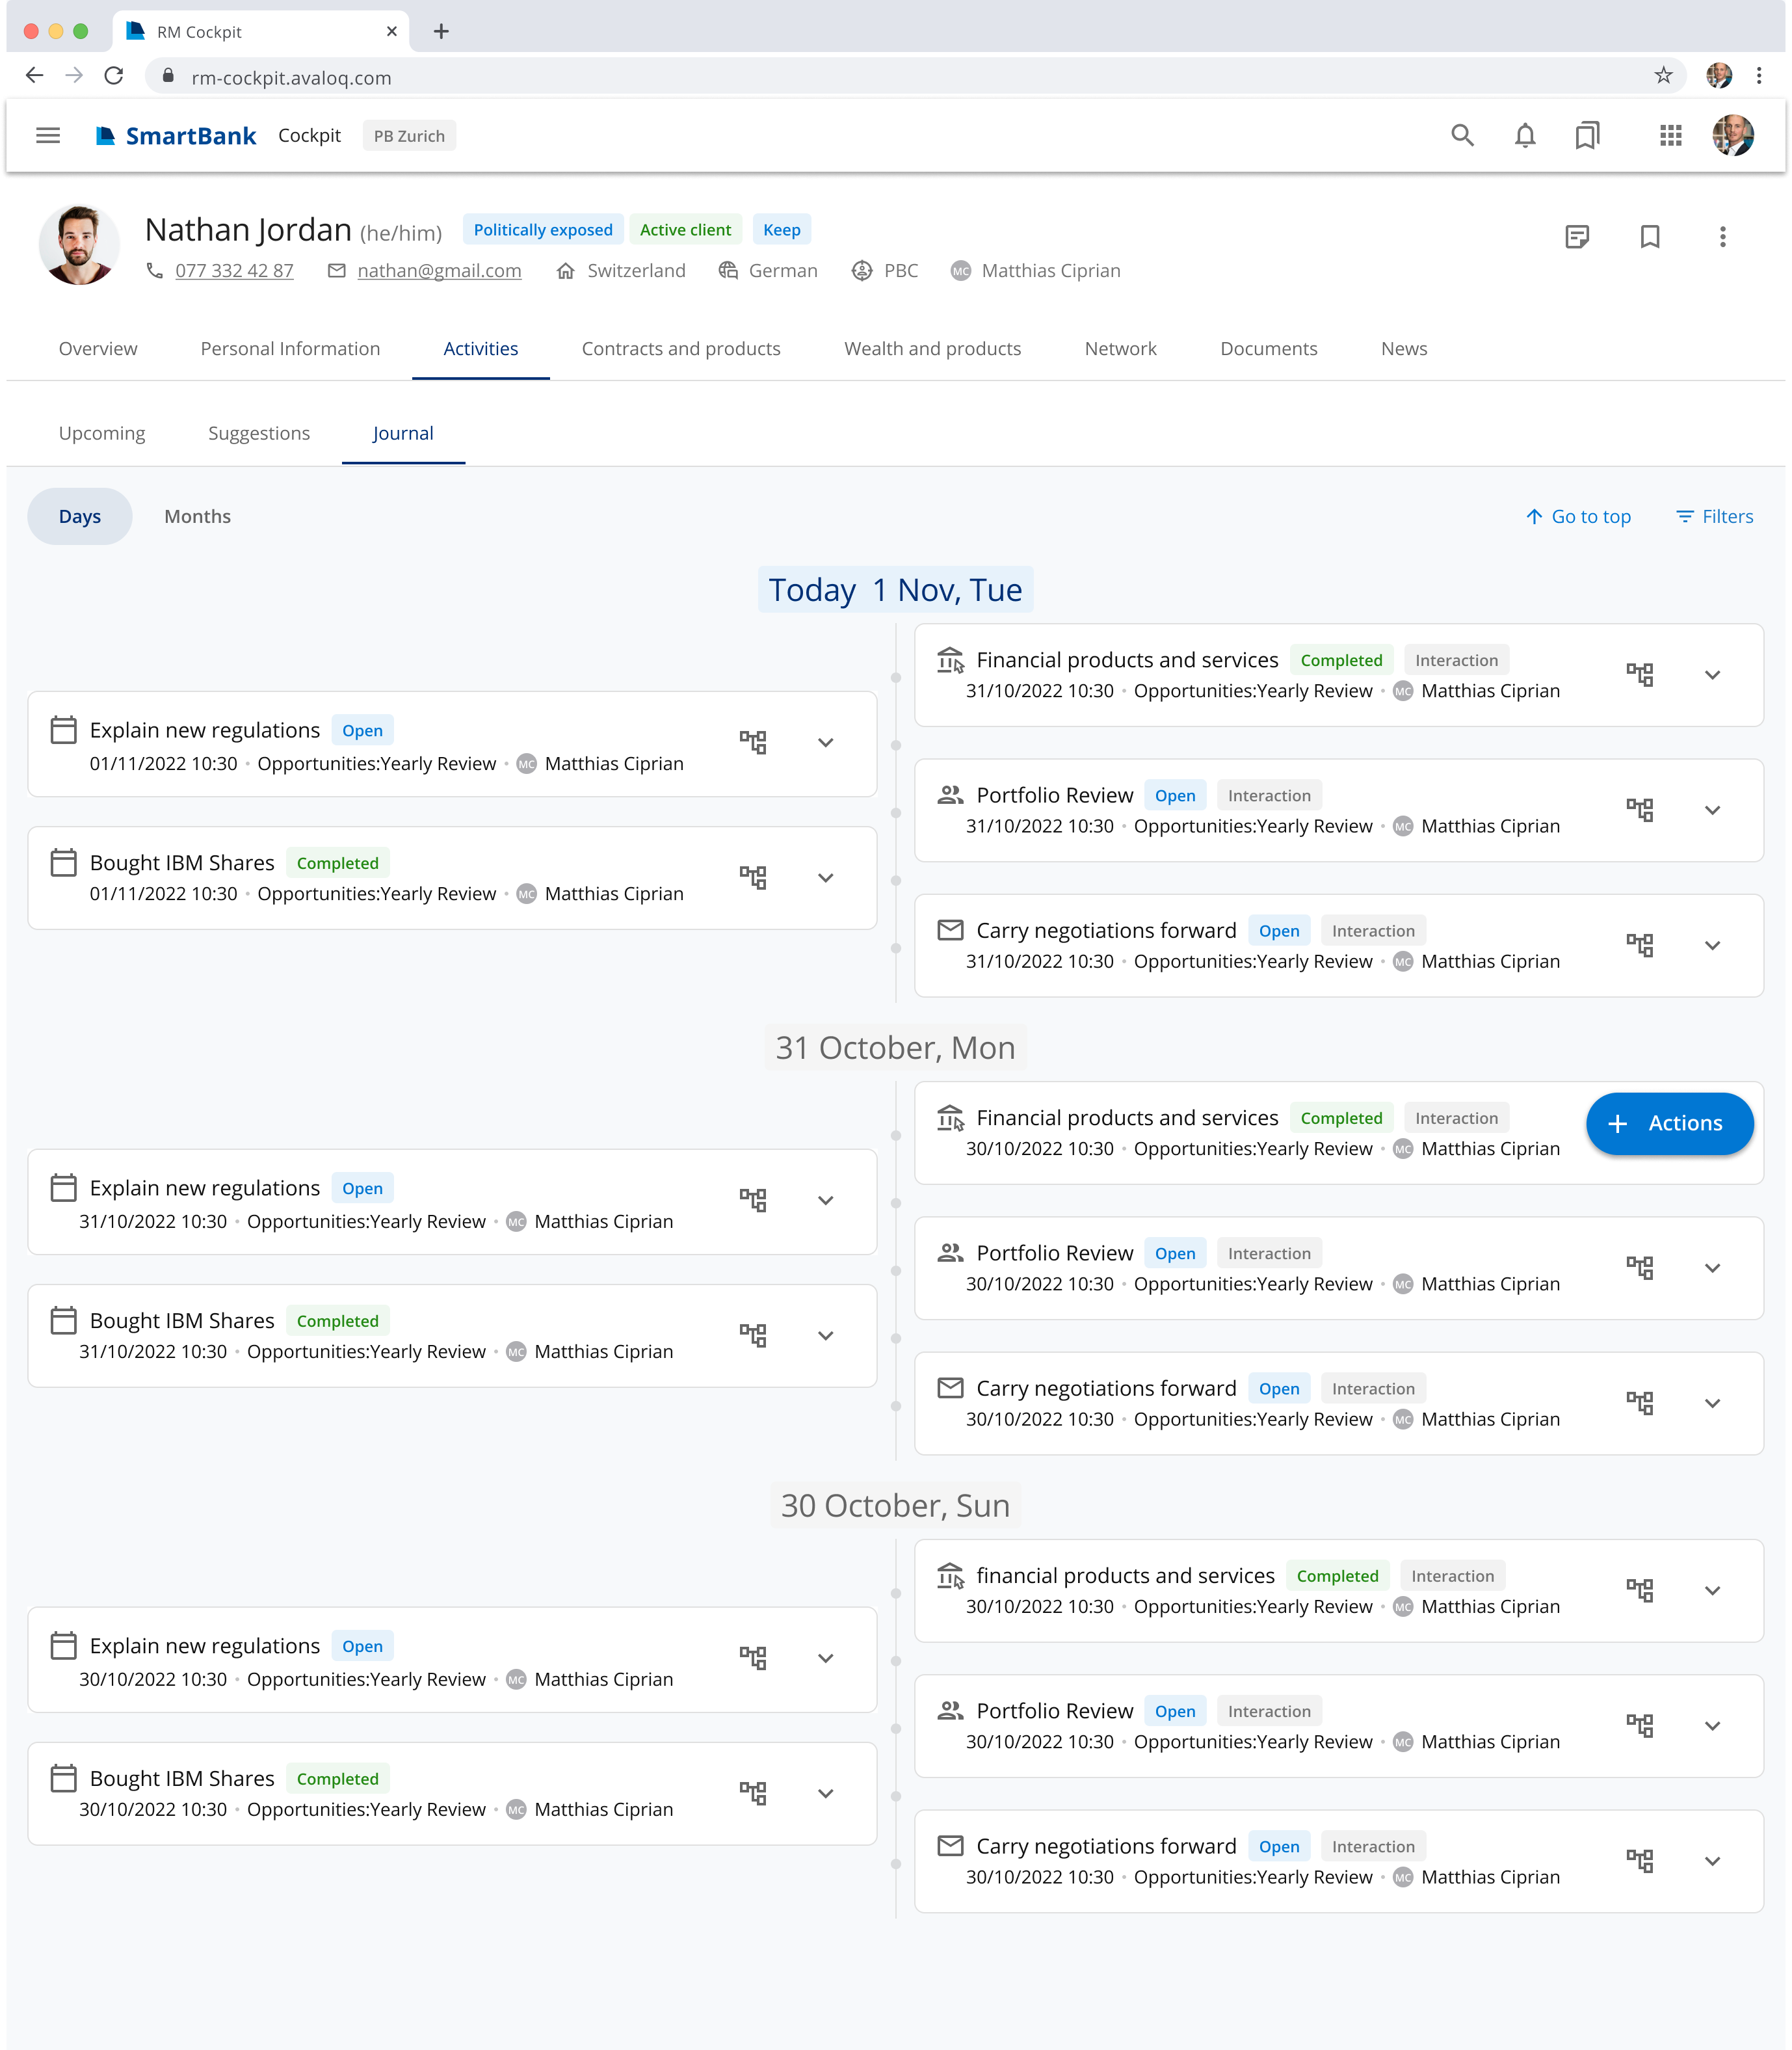 RM Cockpit
rm-cockpit.avaloq.com
SmartBank Cockpit PB Zurich
Nathan Jordan (he/him) Politically exposed Active client Keep
077 332 42 87 nathan@gmail.com Switzerland German PBC MC Matthias Ciprian
Overview Personal Information Activities Contracts and products Wealth and products Network Documents News
Upcoming Suggestions Journal
Days Months Go to top Filters
Today 1 Nov, Tue
Financial products and services Completed Interaction
31/10/2022 10:30 • Opportunities:Yearly Review • MC Matthias Ciprian
Explain new regulations Open
01/11/2022 10:30 • Opportunities:Yearly Review • MC Matthias Ciprian
Portfolio Review Open Interaction
31/10/2022 10:30 • Opportunities:Yearly Review • MC Matthias Ciprian
Bought IBM Shares Completed
01/11/2022 10:30 • Opportunities:Yearly Review • MC Matthias Ciprian
Carry negotiations forward Open Interaction
31/10/2022 10:30 • Opportunities:Yearly Review • MC Matthias Ciprian
31 October, Mon
Financial products and services Completed Interaction
30/10/2022 10:30 • Opportunities:Yearly Review • MC Matthias Ciprian
+ Actions
Explain new regulations Open
31/10/2022 10:30 • Opportunities:Yearly Review • MC Matthias Ciprian
Portfolio Review Open Interaction
30/10/2022 10:30 • Opportunities:Yearly Review • MC Matthias Ciprian
Bought IBM Shares Completed
31/10/2022 10:30 • Opportunities:Yearly Review • MC Matthias Ciprian
Carry negotiations forward Open Interaction
30/10/2022 10:30 • Opportunities:Yearly Review • MC Matthias Ciprian
30 October, Sun
financial products and services Completed Interaction
30/10/2022 10:30 • Opportunities:Yearly Review • MC Matthias Ciprian
Explain new regulations Open
30/10/2022 10:30 • Opportunities:Yearly Review • MC Matthias Ciprian
Portfolio Review Open Interaction
30/10/2022 10:30 • Opportunities:Yearly Review • MC Matthias Ciprian
Bought IBM Shares Completed
30/10/2022 10:30 • Opportunities:Yearly Review • MC Matthias Ciprian
Carry negotiations forward Open Interaction
30/10/2022 10:30 • Opportunities:Yearly Review • MC Matthias Ciprian